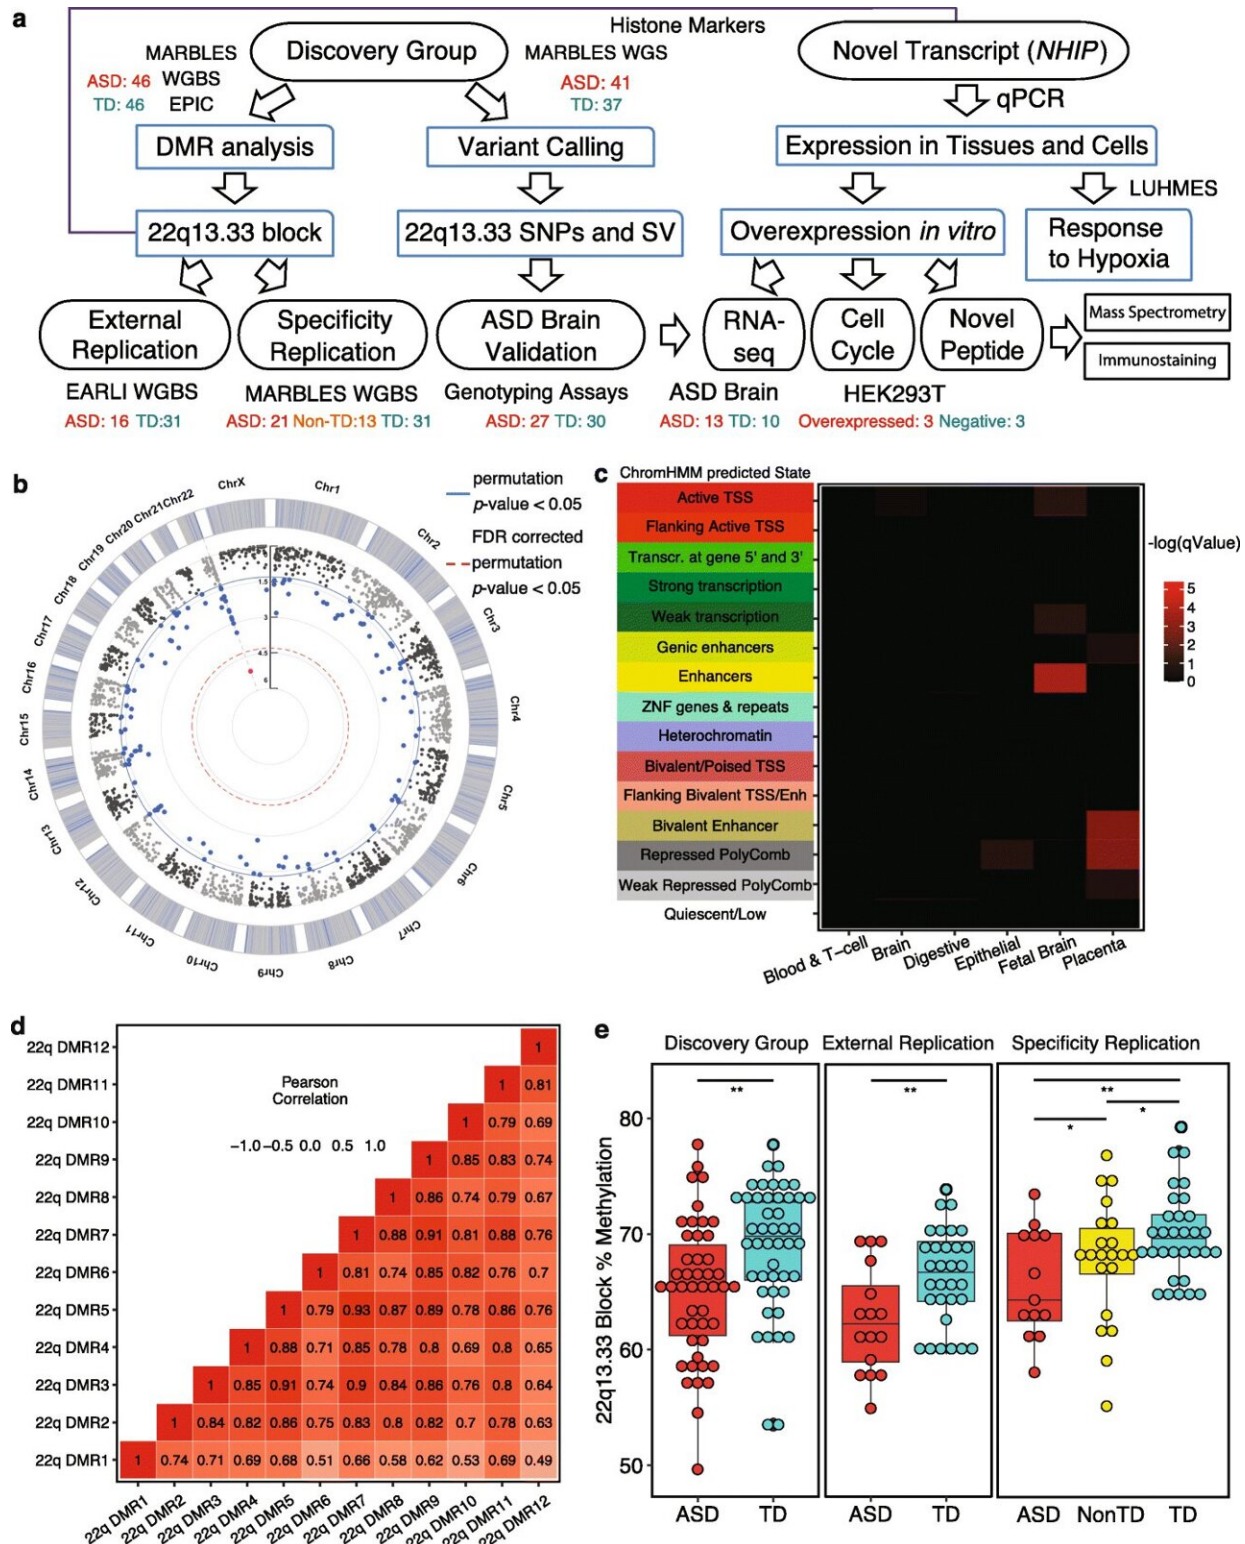 a
Histone Markers
MARBLES
WGBS
EPIC
ASD: 46
TD: 46
Discovery Group
MARBLES WGS
ASD: 41
TD: 37
Novel Transcript (NHIP)
qPCR
DMR analysis
Variant Calling
Expression in Tissues and Cells
LUHMES
22q13.33 block
22q13.33 SNPs and SV
Overexpression in vitro
Response
to Hypoxia
External
Replication
Specificity
Replication
ASD Brain
Validation
RNA-
seq
Cell
Cycle
Novel
Peptide
Mass Spectrometry
Immunostaining
EARLI WGBS
MARBLES WGBS
Genotyping Assays
ASD Brain
HEK293T
ASD: 16 TD:31
ASD: 21 Non-TD:13 TD: 31
ASD: 27 TD: 30
ASD: 13 TD: 10
Overexpressed: 3 Negative: 3
b
permutation
p-value < 0.05
FDR corrected
permutation
p-value < 0.05
Chr1
Chr2
Chr3
Chr4
Chr5
Chr6
Chr7
Chr8
Chr9
Chr10
Chr11
Chr12
Chr13
Chr14
Chr15
Chr16
Chr17
Chr18
Chr19
Chr20
Chr21
Chr22
ChrX
1.5
3
4.5
6
c
ChromHMM predicted State
Active TSS
Flanking Active TSS
Transcr. at gene 5' and 3'
Strong transcription
Weak transcription
Genic enhancers
Enhancers
ZNF genes & repeats
Heterochromatin
Bivalent/Poised TSS
Flanking Bivalent TSS/Enh
Bivalent Enhancer
Repressed PolyComb
Weak Repressed PolyComb
Quiescent/Low
Blood & T-cell
Brain
Digestive
Epithelial
Fetal Brain
Placenta
-log(qValue)
5
4
3
2
1
0
d
Pearson
Correlation
-1.0 -0.5 0.0 0.5 1.0
22q DMR12 1
22q DMR11 1 0.81
22q DMR10 1 0.79 0.69
22q DMR9 1 0.85 0.83 0.74
22q DMR8 1 0.86 0.74 0.79 0.67
22q DMR7 1 0.88 0.91 0.81 0.88 0.76
22q DMR6 1 0.81 0.74 0.85 0.82 0.76 0.7
22q DMR5 1 0.79 0.93 0.87 0.89 0.78 0.86 0.76
22q DMR4 1 0.88 0.71 0.85 0.78 0.8 0.69 0.8 0.65
22q DMR3 1 0.85 0.91 0.74 0.9 0.84 0.86 0.76 0.8 0.64
22q DMR2 1 0.84 0.82 0.86 0.75 0.83 0.8 0.82 0.7 0.78 0.63
22q DMR1 1 0.74 0.71 0.69 0.68 0.51 0.66 0.58 0.62 0.53 0.69 0.49
22q DMR1
22q DMR2
22q DMR3
22q DMR4
22q DMR5
22q DMR6
22q DMR7
22q DMR8
22q DMR9
22q DMR10
22q DMR11
22q DMR12
e
Discovery Group
External Replication
Specificity Replication
**
**
**
*
*
22q13.33 Block % Methylation
80
70
60
50
ASD TD
ASD TD
ASD NonTD TD